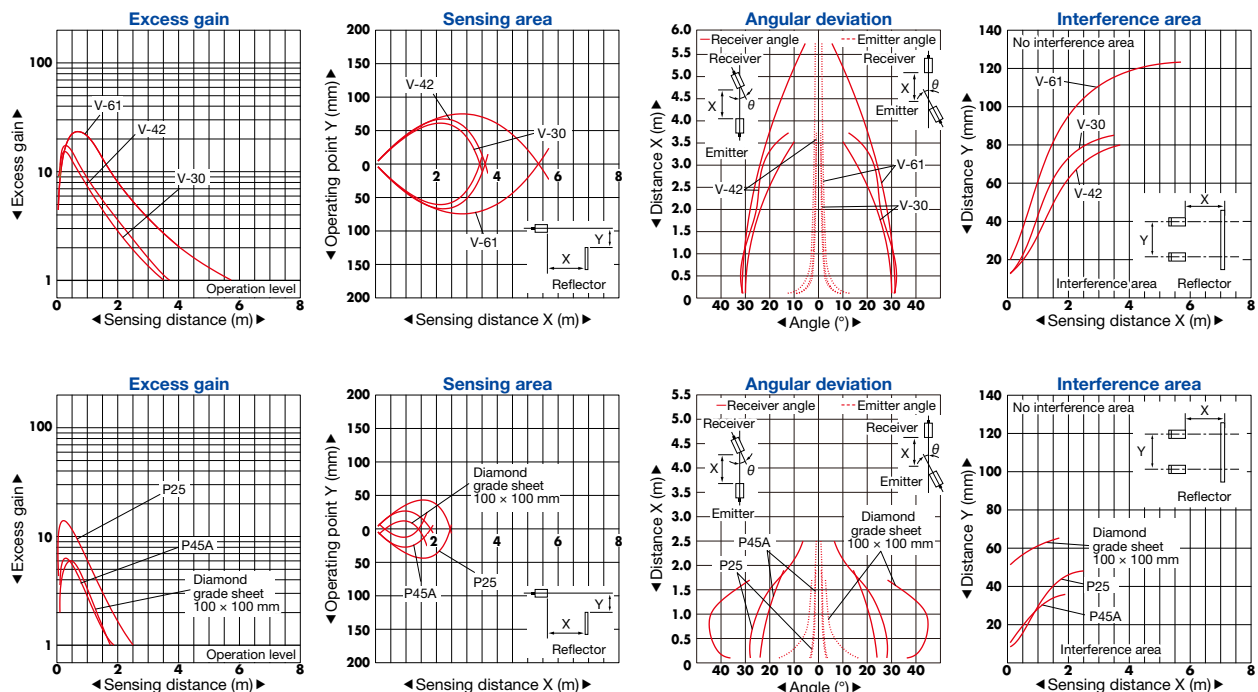 Excess gain
◀Excess gain▶
100
10
1
V-61
V-42
V-30
Operation level
0 2 4 6 8
◀Sensing distance (m)▶
Sensing area
◀Operating point Y (mm)▶
200
150
100
50
0
50
100
150
200
V-42
V-30
2 4 6 8
V-61
Y
X
Reflector
◀Sensing distance X (m)▶
Angular deviation
◀Distance X (m)▶
6.0
5.5
5.0
4.5
4.0
3.5
3.0
2.5
2.0
1.5
1.0
0.5
0
Receiver angle
Emitter angle
Receiver
X
θ
Emitter
Receiver
X
θ
Emitter
V-61
V-42
V-30
40 30 20 10 0 10 20 30 40
◀Angle (°)▶
Interference area
◀Distance Y (mm)▶
140
120
100
80
60
40
20
No interference area
V-61
V-30
V-42
X
Y
Interference area
Reflector
0 2 4 6 8
◀Sensing distance X (m)▶
Excess gain
◀Excess gain▶
100
10
1
P25
P45A
Diamond
grade sheet
100 × 100 mm
Operation level
0 2 4 6 8
◀Sensing distance (m)▶
Sensing area
◀Operating point Y (mm)▶
200
150
100
50
0
50
100
150
200
Diamond
grade sheet
100 × 100 mm
2 4 6 8
P25
P45A
Y
X
Reflector
◀Sensing distance X (m)▶
Angular deviation
◀Distance X (m)▶
5.5
5.0
4.5
4.0
3.5
3.0
2.5
2.0
1.5
1.0
0.5
0
Receiver angle
Emitter angle
Receiver
X
θ
Emitter
Receiver
X
θ
Emitter
Diamond
grade sheet
100 × 100 mm
P45A
P25
40 30 20 10 0 10 20 30 40
◀Angle (°)▶
Interference area
◀Distance Y (mm)▶
140
120
100
80
60
40
20
No interference area
X
Y
Reflector
Diamond
grade sheet
100 × 100 mm
P25
P45A
Interference area
0 2 4 6 8
◀Sensing distance X (m)▶